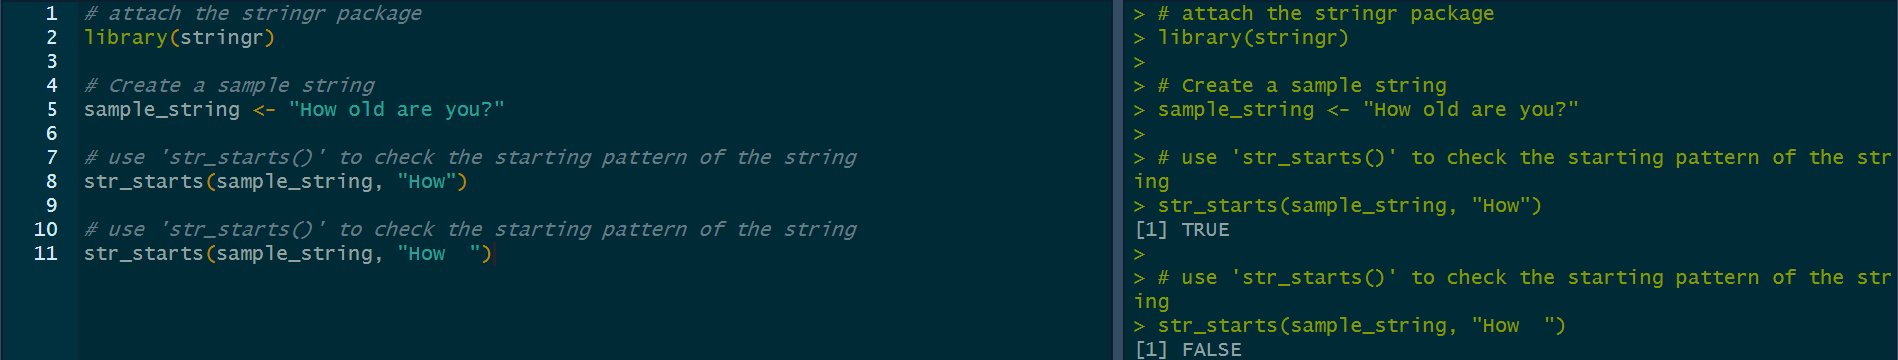 1 # attach the stringr package
2 library(stringr)
3
4 # Create a sample string
5 sample_string <- "How old are you?"
6
7 # use 'str_starts()' to check the starting pattern of the string
8 str_starts(sample_string, "How")
9
10 # use 'str_starts()' to check the starting pattern of the string
11 str_starts(sample_string, "How  ")
> # attach the stringr package
> library(stringr)
>
> # Create a sample string
> sample_string <- "How old are you?"
>
> # use 'str_starts()' to check the starting pattern of the str
ing
> str_starts(sample_string, "How")
[1] TRUE
>
> # use 'str_starts()' to check the starting pattern of the str
ing
> str_starts(sample_string, "How  ")
[1] FALSE